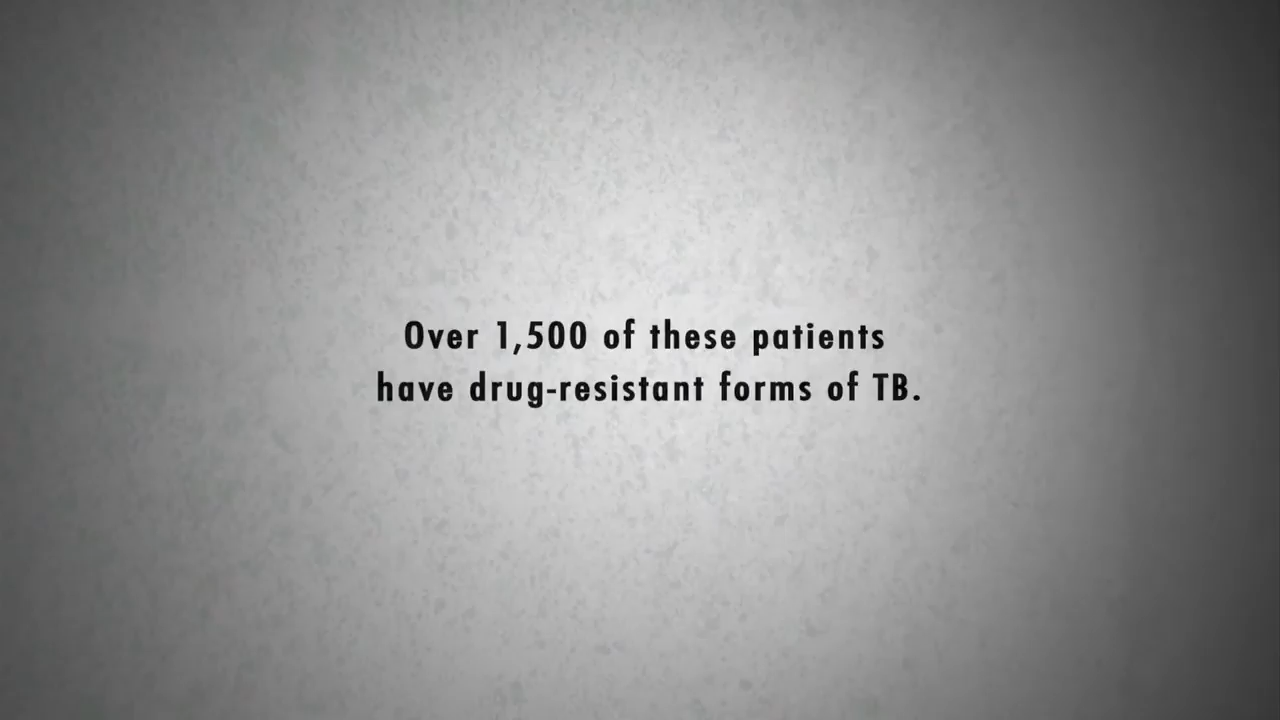 Over 1,500 of these patients
have drug-resistant forms of TB.